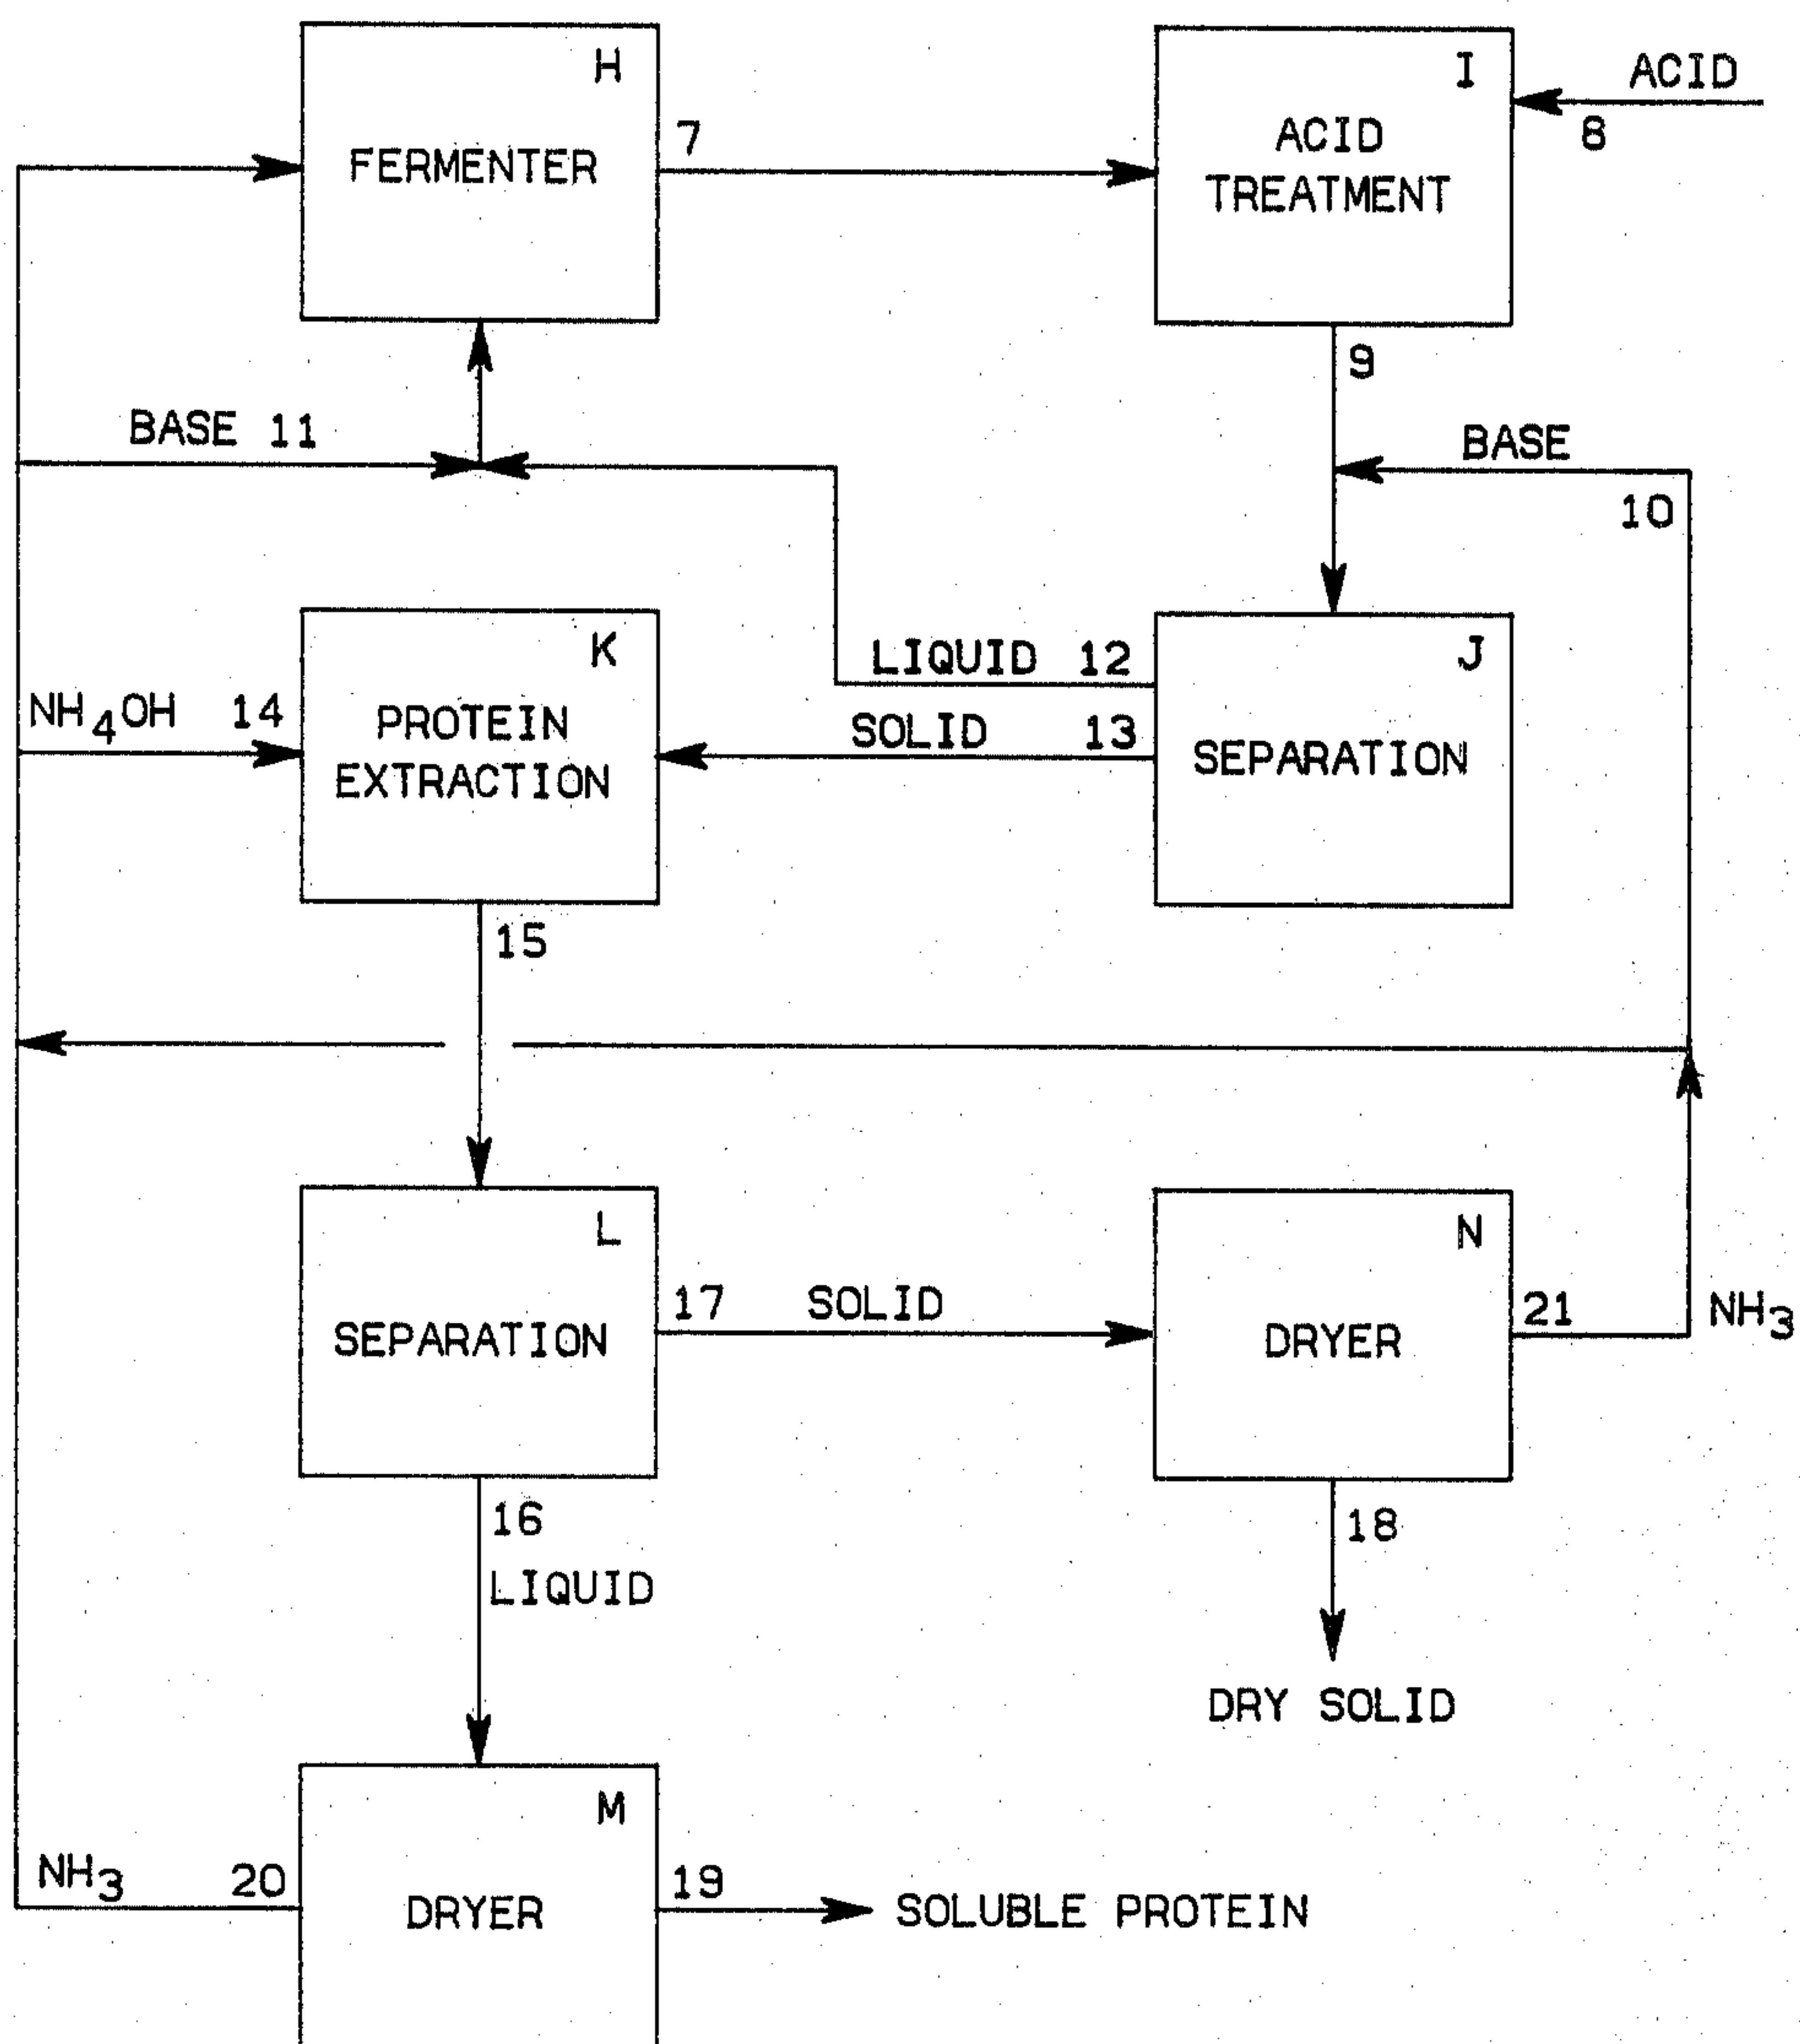 H
FERMENTER
7
I
ACID
TREATMENT
ACID
8
9
BASE 11
BASE
10
K
PROTEIN
EXTRACTION
NH4OH 14
LIQUID 12
SOLID 13
J
SEPARATION
15
L
SEPARATION
17 SOLID
N
DRYER
21 NH3
16
LIQUID
18
DRY SOLID
M
DRYER
NH3 20
19 SOLUBLE PROTEIN